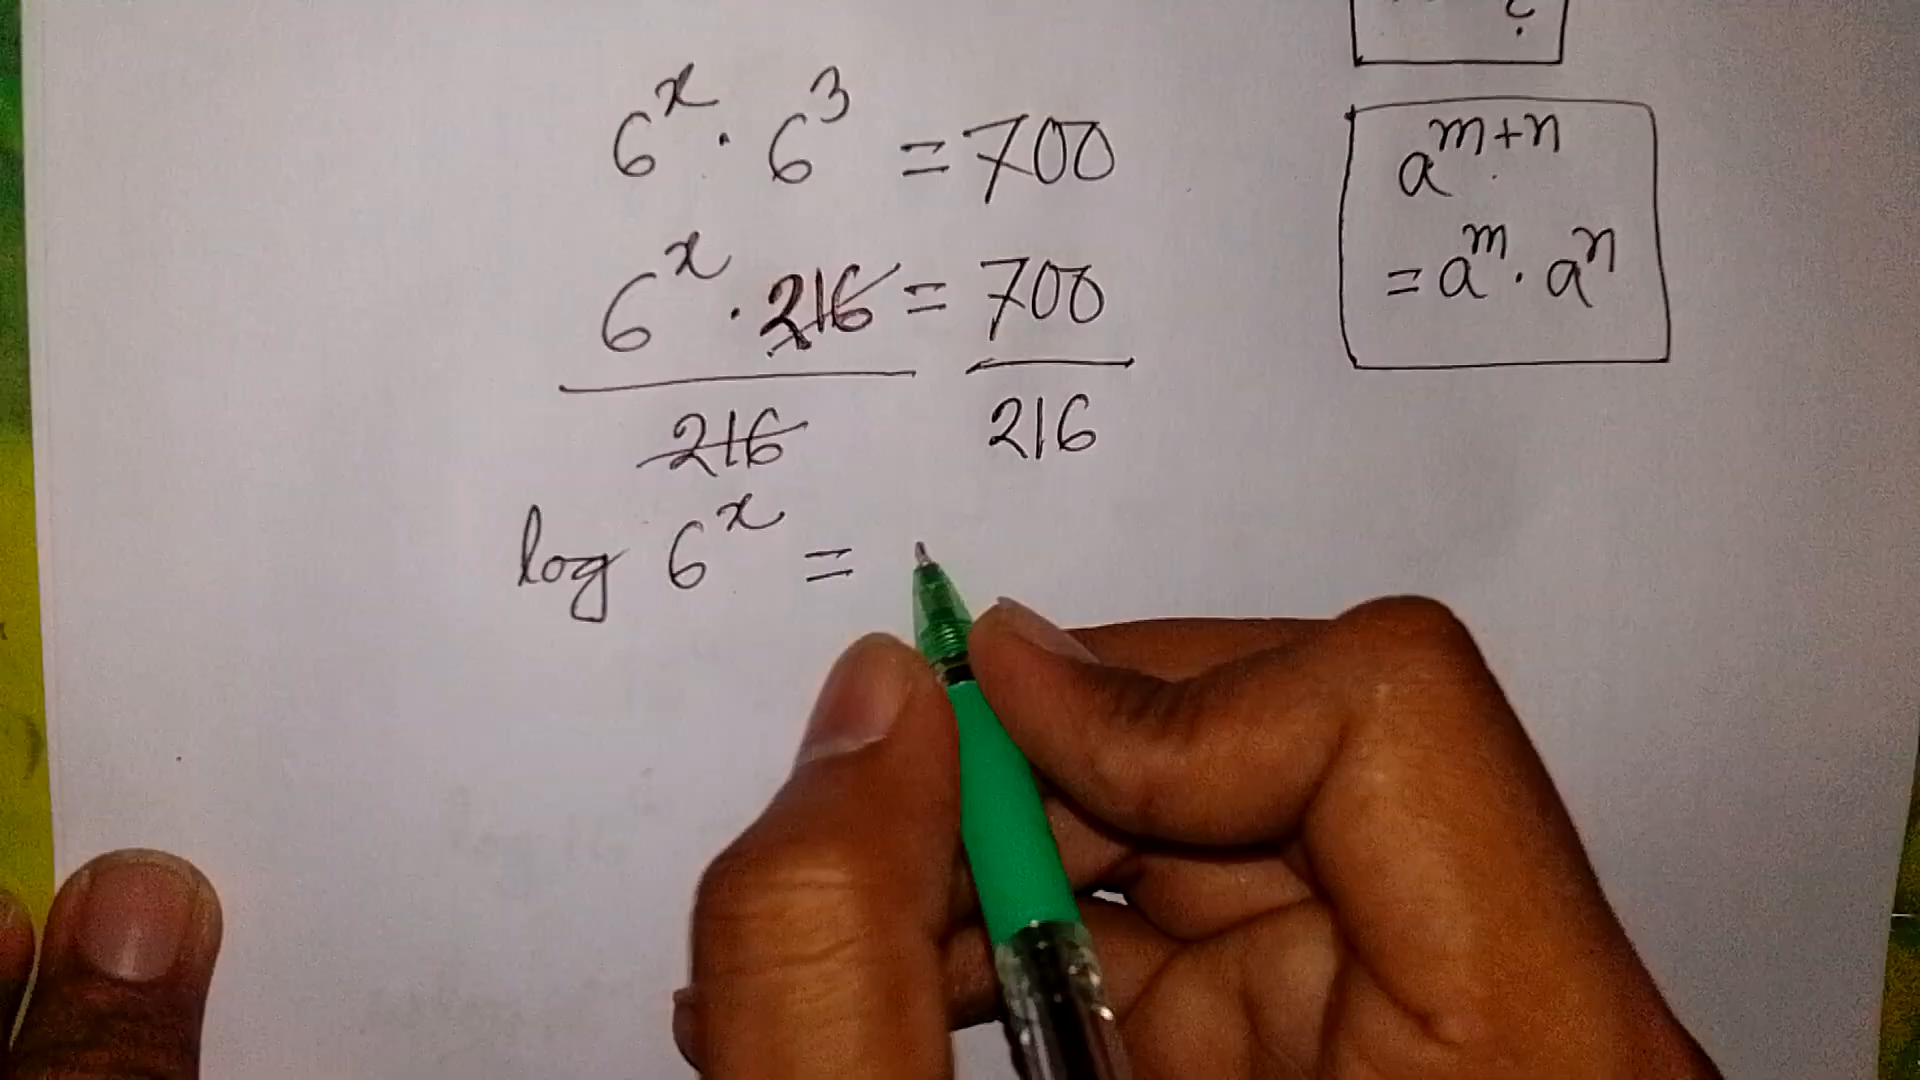 ?
6^x · 6^3 = 700
a^{m+n}
= a^m · a^n
6^x · 216 = 700
216 216
log 6^x =